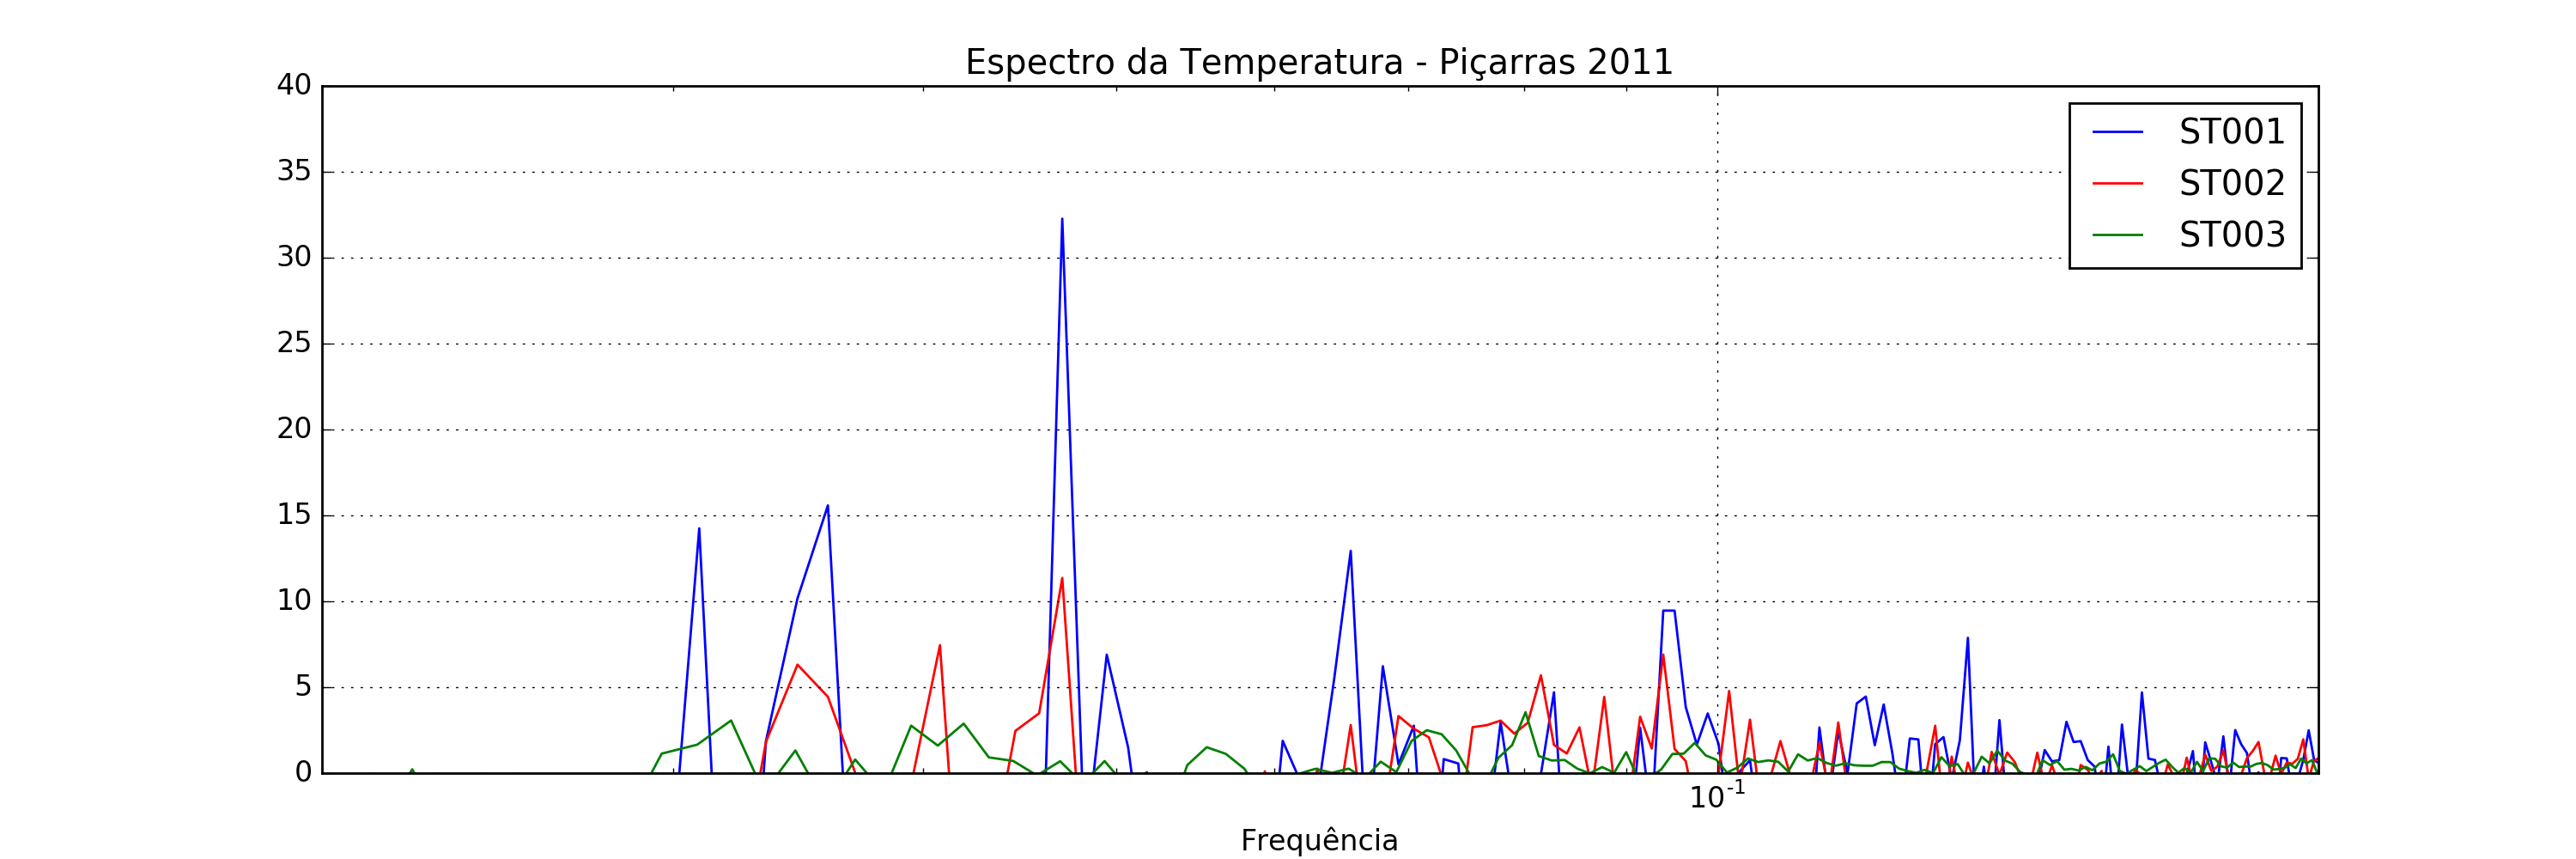 Espectro da Temperatura - Piçarras 2011
40
35
30
25
20
15
10
5
0
ST001
ST002
ST003
10⁻¹
Frequência